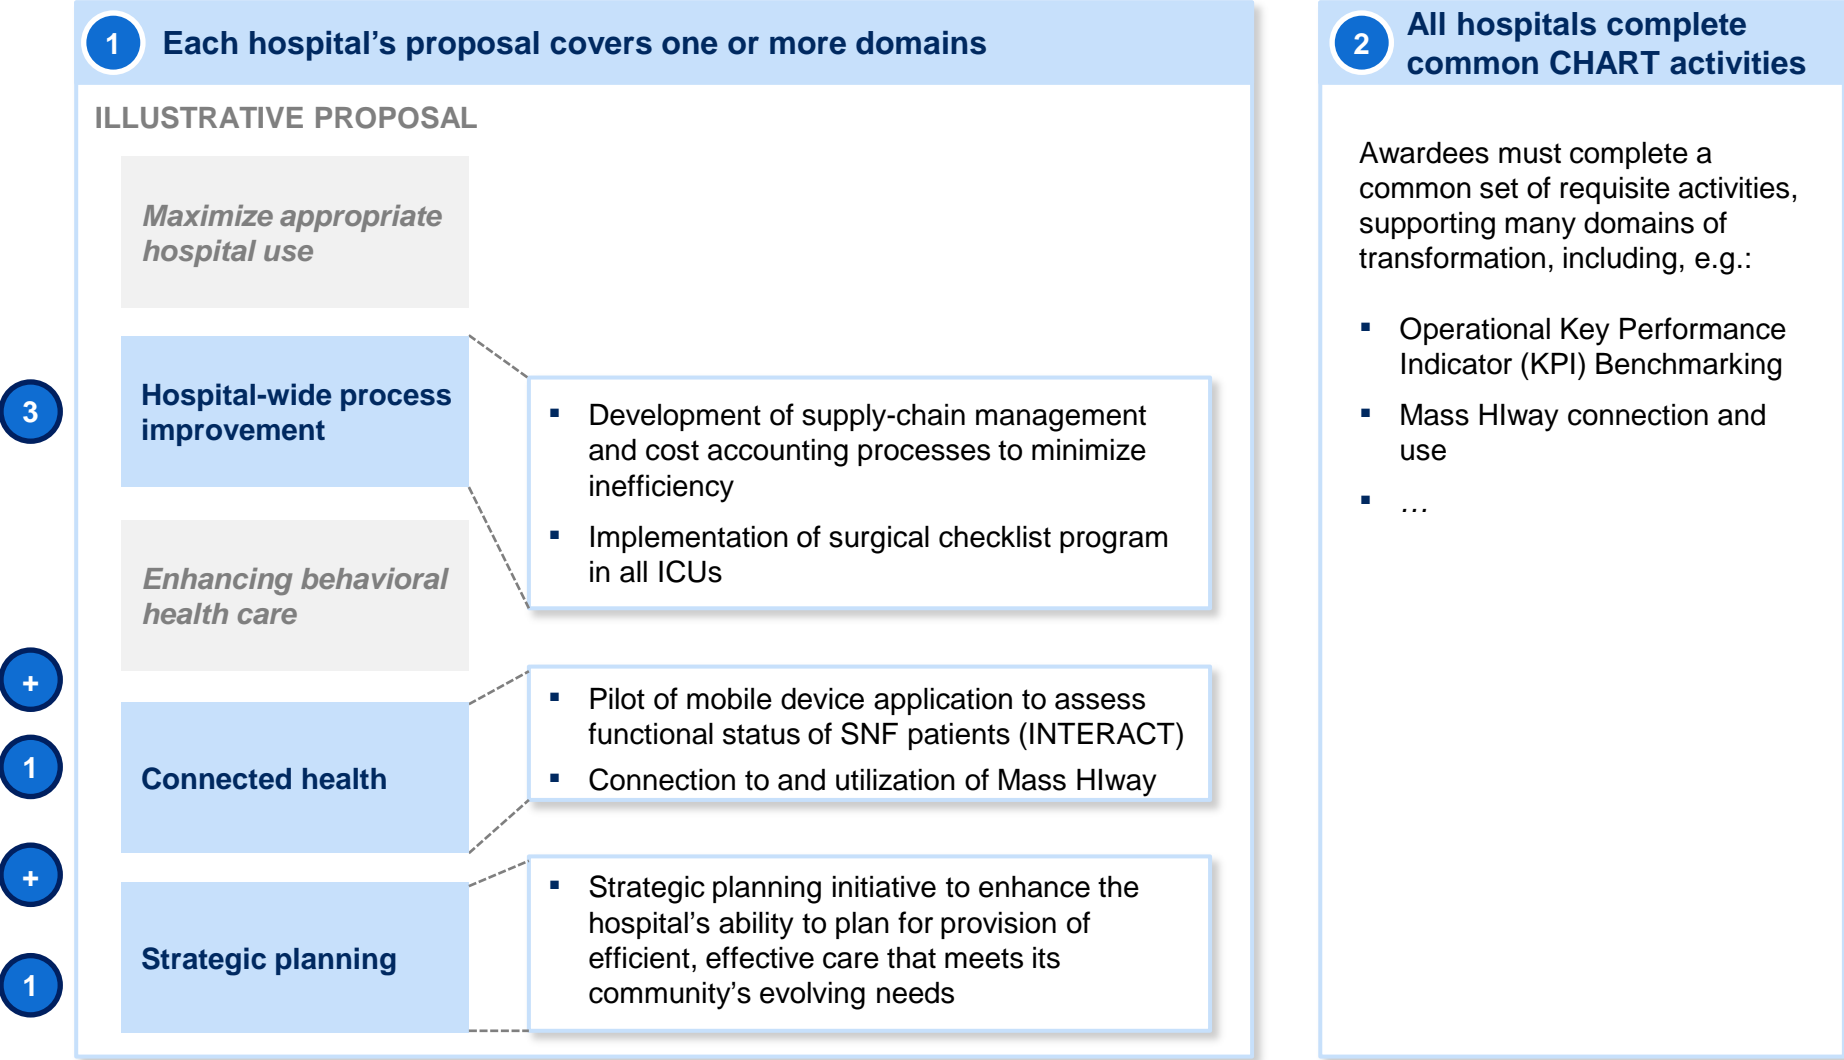 1
Each hospital’s proposal covers one or more domains
ILLUSTRATIVE PROPOSAL
Maximize appropriate
hospital use
3
Hospital-wide process
improvement
▪ Development of supply-chain management
and cost accounting processes to minimize
inefficiency
▪ Implementation of surgical checklist program
in all ICUs
Enhancing behavioral
health care
+
1
Connected health
▪ Pilot of mobile device application to assess
functional status of SNF patients (INTERACT)
▪ Connection to and utilization of Mass HIway
+
1
Strategic planning
▪ Strategic planning initiative to enhance the
hospital’s ability to plan for provision of
efficient, effective care that meets its
community’s evolving needs
2
All hospitals complete
common CHART activities
Awardees must complete a
common set of requisite activities,
supporting many domains of
transformation, including, e.g.:
▪ Operational Key Performance
Indicator (KPI) Benchmarking
▪ Mass HIway connection and
use
▪ …